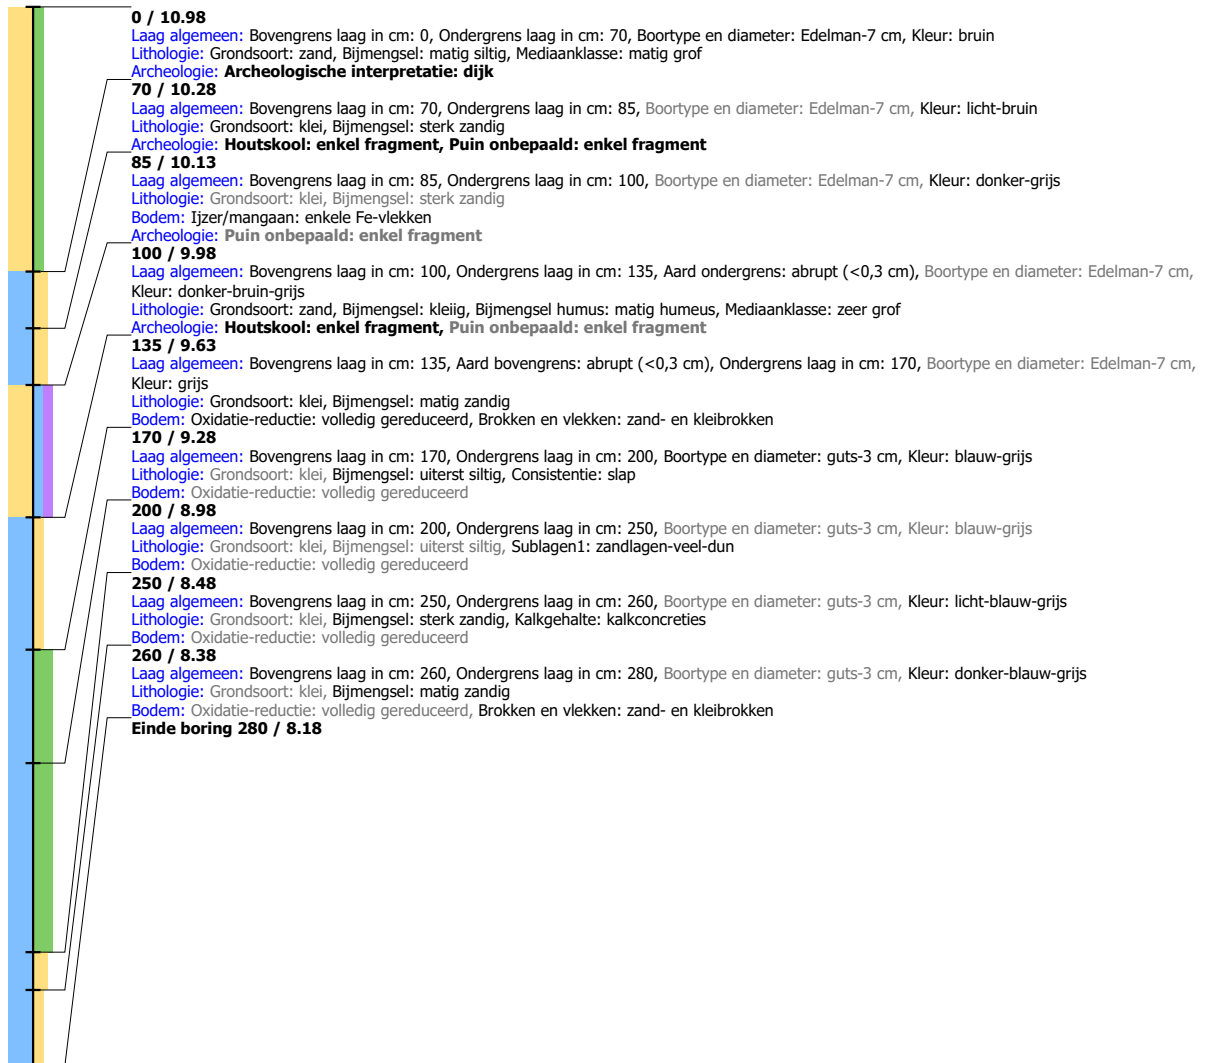 0 / 10.98
Laag algemeen: Bovengrens laag in cm: 0, Ondergrens laag in cm: 70, Boortype en diameter: Edelman-7 cm, Kleur: bruin
Lithologie: Grondsoort: zand, Bijmengsel: matig siltig, Mediaanklasse: matig grof
Archeologie: Archeologische interpretatie: dijk
70 / 10.28
Laag algemeen: Bovengrens laag in cm: 70, Ondergrens laag in cm: 85, Boortype en diameter: Edelman-7 cm, Kleur: licht-bruin
Lithologie: Grondsoort: klei, Bijmengsel: sterk zandig
Archeologie: Houtskool: enkel fragment, Puin onbepaald: enkel fragment
85 / 10.13
Laag algemeen: Bovengrens laag in cm: 85, Ondergrens laag in cm: 100, Boortype en diameter: Edelman-7 cm, Kleur: donker-grijs
Lithologie: Grondsoort: klei, Bijmengsel: sterk zandig
Bodem: Ijzer/mangaan: enkele Fe-vlekken
Archeologie: Puin onbepaald: enkel fragment
100 / 9.98
Laag algemeen: Bovengrens laag in cm: 100, Ondergrens laag in cm: 135, Aard ondergrens: abrupt (<0,3 cm), Boortype en diameter: Edelman-7 cm,
Kleur: donker-bruin-grijs
Lithologie: Grondsoort: zand, Bijmengsel: kleiig, Bijmengsel humus: matig humeus, Mediaanklasse: zeer grof
Archeologie: Houtskool: enkel fragment, Puin onbepaald: enkel fragment
135 / 9.63
Laag algemeen: Bovengrens laag in cm: 135, Aard bovengrens: abrupt (<0,3 cm), Ondergrens laag in cm: 170, Boortype en diameter: Edelman-7 cm,
Kleur: grijs
Lithologie: Grondsoort: klei, Bijmengsel: matig zandig
Bodem: Oxidatie-reductie: volledig gereduceerd, Brokken en vlekken: zand- en kleibrokken
170 / 9.28
Laag algemeen: Bovengrens laag in cm: 170, Ondergrens laag in cm: 200, Boortype en diameter: guts-3 cm, Kleur: blauw-grijs
Lithologie: Grondsoort: klei, Bijmengsel: uiterst siltig, Consistentie: slap
Bodem: Oxidatie-reductie: volledig gereduceerd
200 / 8.98
Laag algemeen: Bovengrens laag in cm: 200, Ondergrens laag in cm: 250, Boortype en diameter: guts-3 cm, Kleur: blauw-grijs
Lithologie: Grondsoort: klei, Bijmengsel: uiterst siltig, Sublagen1: zandlagen-veel-dun
Bodem: Oxidatie-reductie: volledig gereduceerd
250 / 8.48
Laag algemeen: Bovengrens laag in cm: 250, Ondergrens laag in cm: 260, Boortype en diameter: guts-3 cm, Kleur: licht-blauw-grijs
Lithologie: Grondsoort: klei, Bijmengsel: sterk zandig, Kalkgehalte: kalkconcreties
Bodem: Oxidatie-reductie: volledig gereduceerd
260 / 8.38
Laag algemeen: Bovengrens laag in cm: 260, Ondergrens laag in cm: 280, Boortype en diameter: guts-3 cm, Kleur: donker-blauw-grijs
Lithologie: Grondsoort: klei, Bijmengsel: matig zandig
Bodem: Oxidatie-reductie: volledig gereduceerd, Brokken en vlekken: zand- en kleibrokken
Einde boring 280 / 8.18